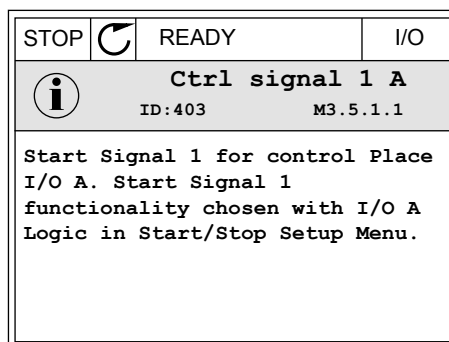 STOP READY I/O
Ctrl signal 1 A
ID:403 M3.5.1.1
Start Signal 1 for control Place
I/O A. Start Signal 1
functionality chosen with I/O A
Logic in Start/Stop Setup Menu.